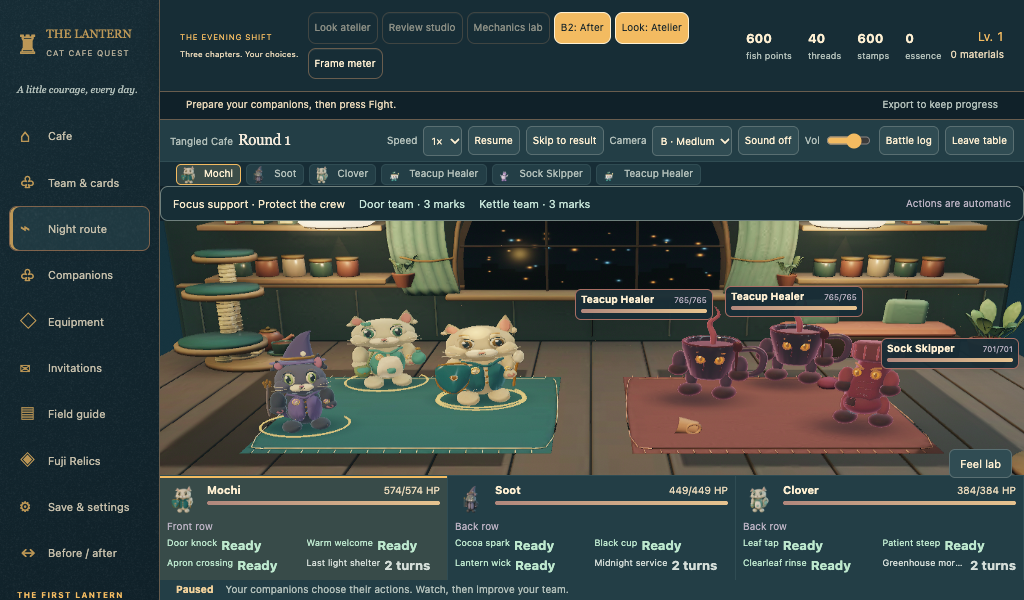 THE LANTERN
CAT CAFE QUEST
A little courage, every day.
Cafe
Team & cards
Night route
Companions
Equipment
Invitations
Field guide
Fuji Relics
Save & settings
Before / after
THE FIRST LANTERN
THE EVENING SHIFT
Three chapters. Your choices.
Look atelier
Review studio
Mechanics lab
B2: After
Look: Atelier
Frame meter
600
fish points
40
threads
600
stamps
0
essence
Lv. 1
0 materials
Prepare your companions, then press Fight.
Export to keep progress
Tangled Cafe Round 1
Speed
1x
Resume
Skip to result
Camera
B · Medium
Sound off
Vol
Battle log
Leave table
Mochi
Soot
Clover
Teacup Healer
Sock Skipper
Teacup Healer
Focus support · Protect the crew
Door team · 3 marks
Kettle team · 3 marks
Actions are automatic
Teacup Healer 765/765
Teacup Healer 765/765
Sock Skipper 701/701
Feel lab
Mochi 574/574 HP
Front row
Door knock Ready
Warm welcome Ready
Apron crossing Ready
Last light shelter 2 turns
Soot 449/449 HP
Back row
Cocoa spark Ready
Black cup Ready
Lantern wick Ready
Midnight service 2 turns
Clover 384/384 HP
Back row
Leaf tap Ready
Patient steep Ready
Clearleaf rinse Ready
Greenhouse mor... 2 turns
Paused Your companions choose their actions. Watch, then improve your team.